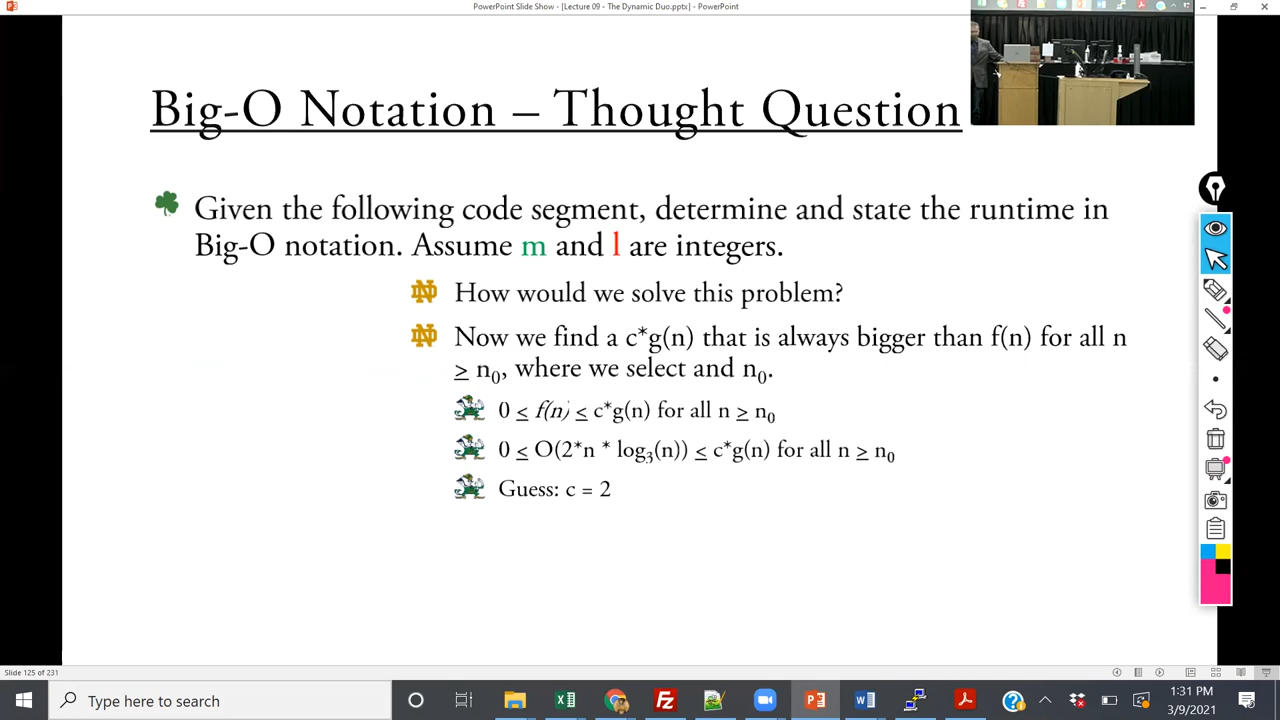 PowerPoint Slide Show - [Lecture 09 - The Dynamic Duo.pptx] - PowerPoint
Big-O Notation – Thought Question
Given the following code segment, determine and state the runtime in
Big-O notation. Assume m and l are integers.
How would we solve this problem?
Now we find a c*g(n) that is always bigger than f(n) for all n
≥ n₀, where we select and n₀.
0 ≤ f(n) ≤ c*g(n) for all n ≥ n₀
0 ≤ O(2*n * log₃(n)) ≤ c*g(n) for all n ≥ n₀
Guess: c = 2
Slide 125 of 231
Type here to search
1:31 PM
3/9/2021